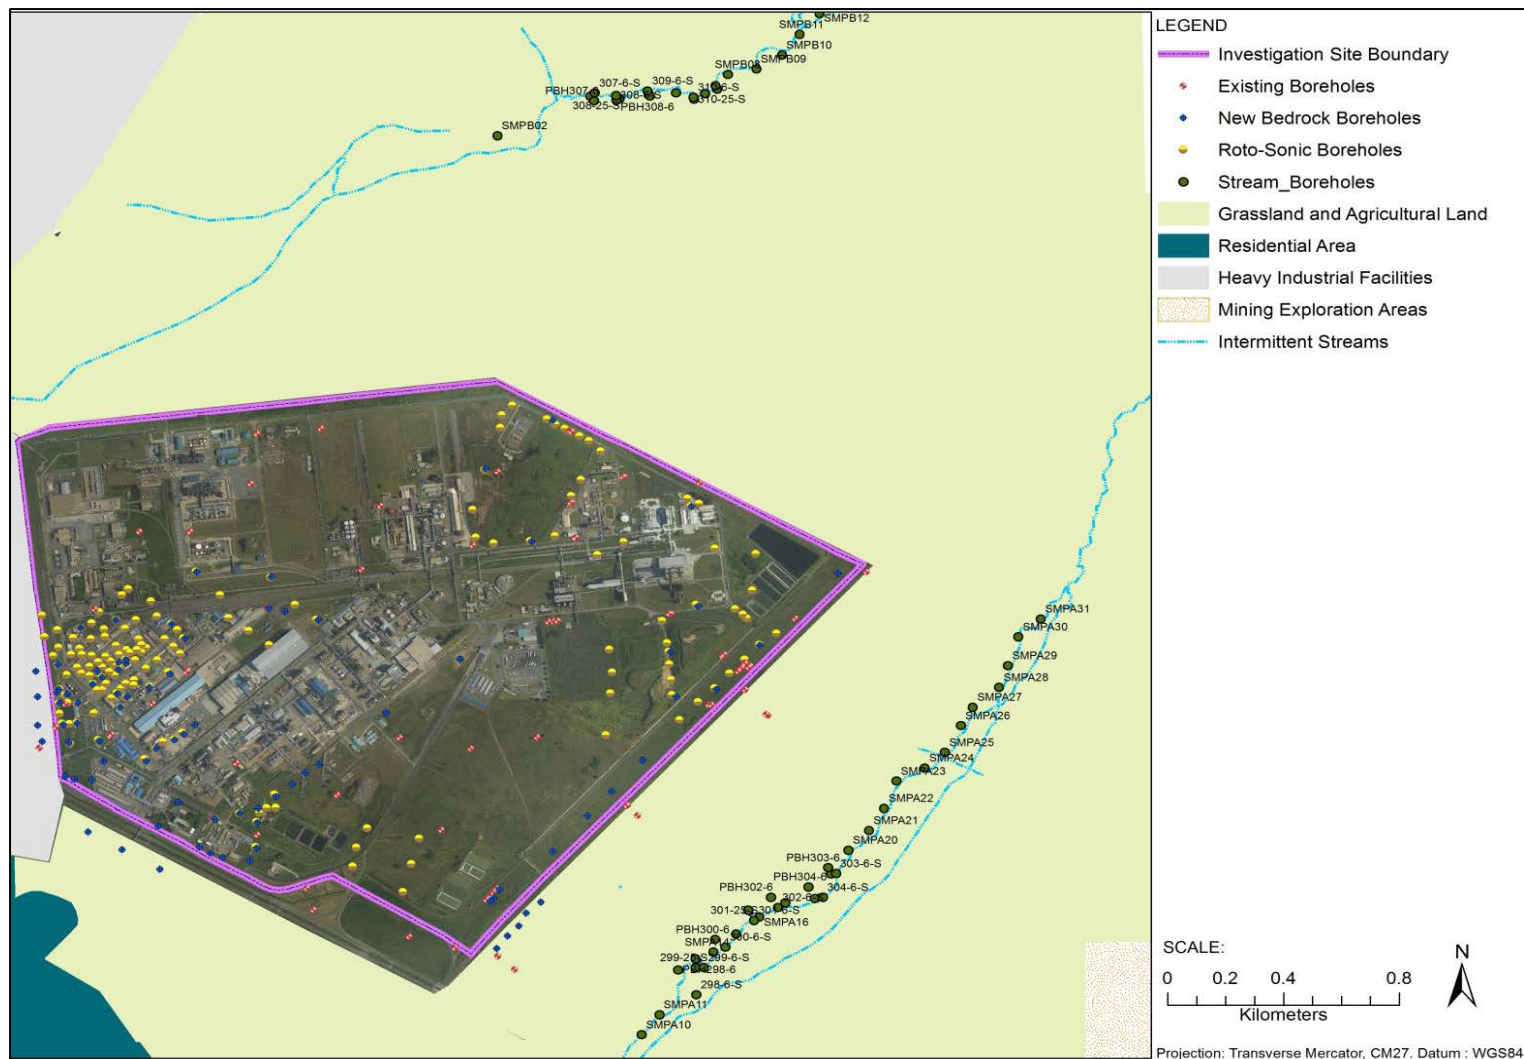 SMPB12
SMPB11
SMPB10
SMPB09
SMPB08
309-6-S
307-6-S
PBH307-6
310-25-S
308-25-S
PBH308-6
SMPB02
SMPA31
SMPA30
SMPA29
SMPA28
SMPA27
SMPA26
SMPA25
SMPA24
SMPA23
SMPA22
SMPA21
SMPA20
PBH303-6
303-6-S
PBH304-6
304-6-S
PBH302-6
302-6-S
SMPA16
PBH300-6
298-6-S
SMPA11
SMPA10
LEGEND
Investigation Site Boundary
Existing Boreholes
New Bedrock Boreholes
Roto-Sonic Boreholes
Stream_Boreholes
Grassland and Agricultural Land
Residential Area
Heavy Industrial Facilities
Mining Exploration Areas
Intermittent Streams
SCALE:
N
0 0.2 0.4 0.8
Kilometers
Projection: Transverse Mercator, CM27. Datum : WGS84